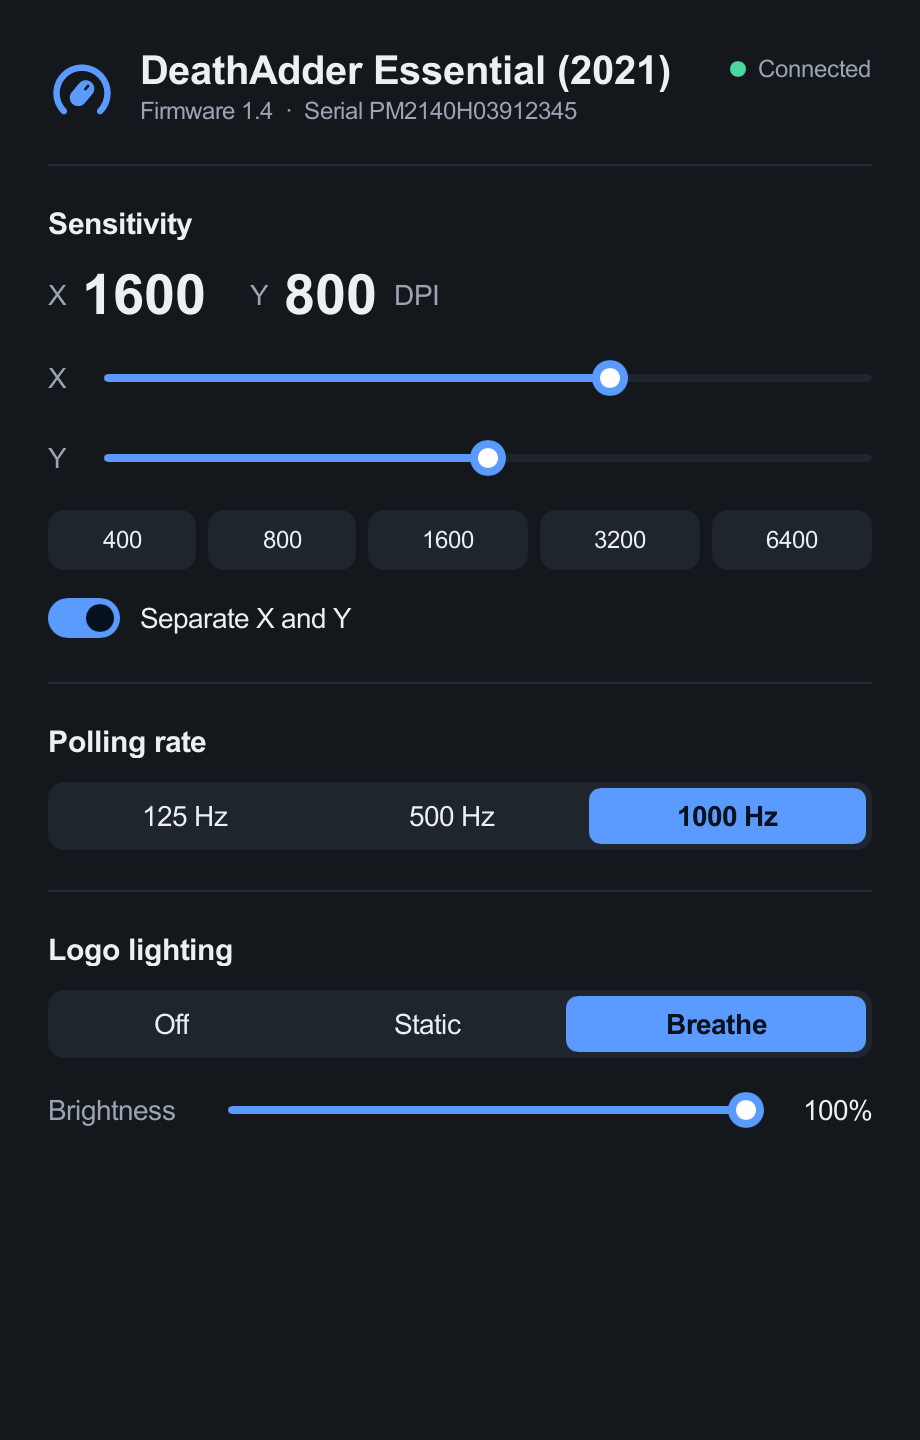 DeathAdder Essential (2021)
Connected
Firmware 1.4 · Serial PM2140H03912345
Sensitivity
X 1600 Y 800 DPI
X
Y
400 800 1600 3200 6400
Separate X and Y
Polling rate
125 Hz 500 Hz 1000 Hz
Logo lighting
Off Static Breathe
Brightness 100%